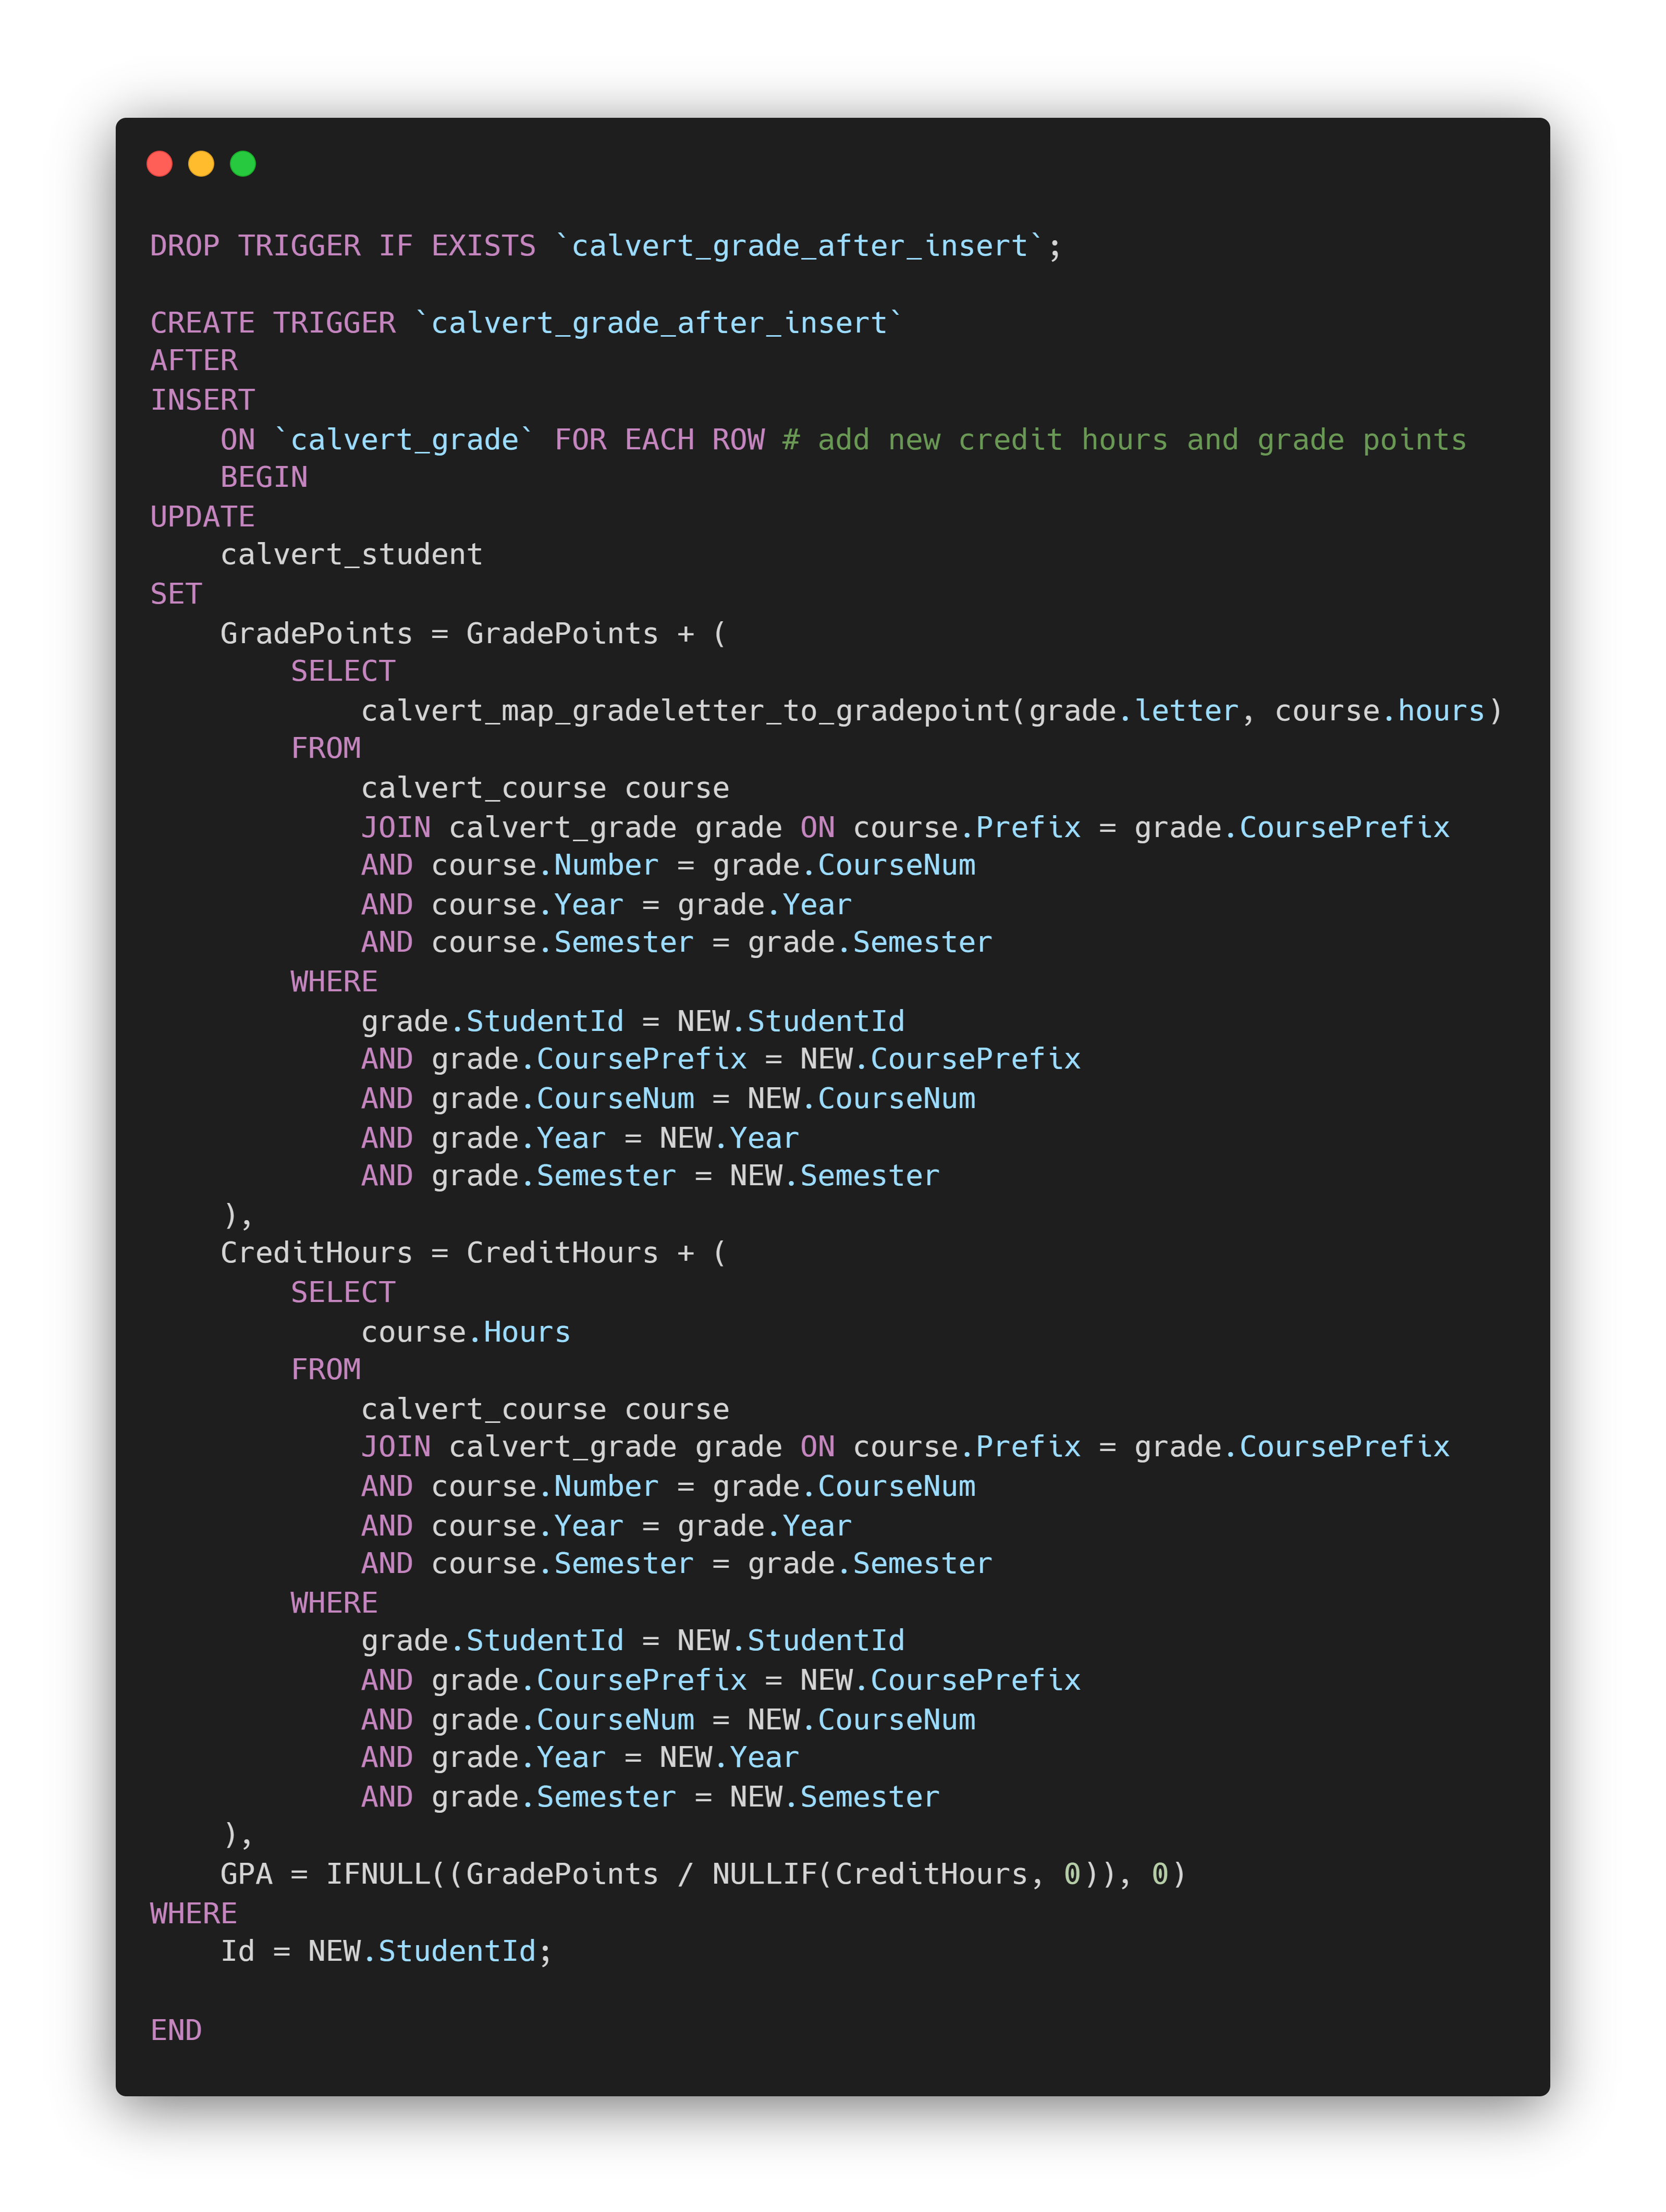 DROP TRIGGER IF EXISTS `calvert_grade_after_insert`;
CREATE TRIGGER `calvert_grade_after_insert`
AFTER
INSERT
    ON `calvert_grade` FOR EACH ROW # add new credit hours and grade points
    BEGIN
UPDATE
    calvert_student
SET
    GradePoints = GradePoints + (
        SELECT
            calvert_map_gradeletter_to_gradepoint(grade.letter, course.hours)
        FROM
            calvert_course course
            JOIN calvert_grade grade ON course.Prefix = grade.CoursePrefix
            AND course.Number = grade.CourseNum
            AND course.Year = grade.Year
            AND course.Semester = grade.Semester
        WHERE
            grade.StudentId = NEW.StudentId
            AND grade.CoursePrefix = NEW.CoursePrefix
            AND grade.CourseNum = NEW.CourseNum
            AND grade.Year = NEW.Year
            AND grade.Semester = NEW.Semester
    ),
    CreditHours = CreditHours + (
        SELECT
            course.Hours
        FROM
            calvert_course course
            JOIN calvert_grade grade ON course.Prefix = grade.CoursePrefix
            AND course.Number = grade.CourseNum
            AND course.Year = grade.Year
            AND course.Semester = grade.Semester
        WHERE
            grade.StudentId = NEW.StudentId
            AND grade.CoursePrefix = NEW.CoursePrefix
            AND grade.CourseNum = NEW.CourseNum
            AND grade.Year = NEW.Year
            AND grade.Semester = NEW.Semester
    ),
    GPA = IFNULL((GradePoints / NULLIF(CreditHours, 0)), 0)
WHERE
    Id = NEW.StudentId;
END